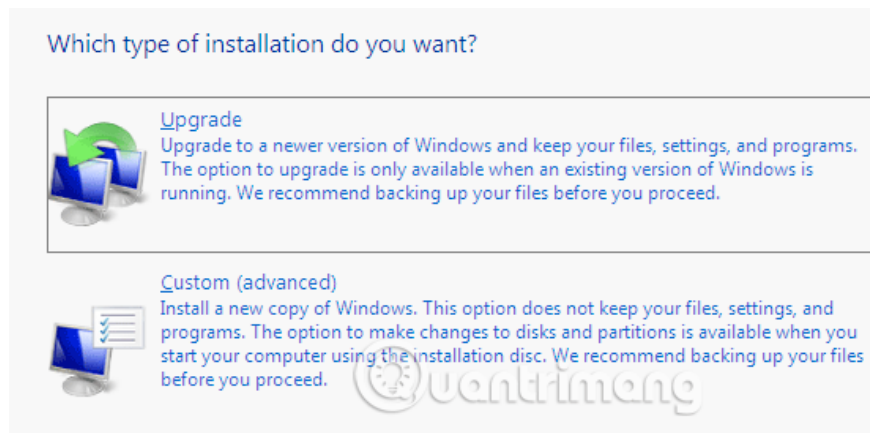 Which type of installation do you want?
Upgrade
Upgrade to a newer version of Windows and keep your files, settings, and programs.
The option to upgrade is only available when an existing version of Windows is
running. We recommend backing up your files before you proceed.
Custom (advanced)
Install a new copy of Windows. This option does not keep your files, settings, and
programs. The option to make changes to disks and partitions is available when you
start your computer using the installation disc. We recommend backing up your files
before you proceed.
Quantrimang